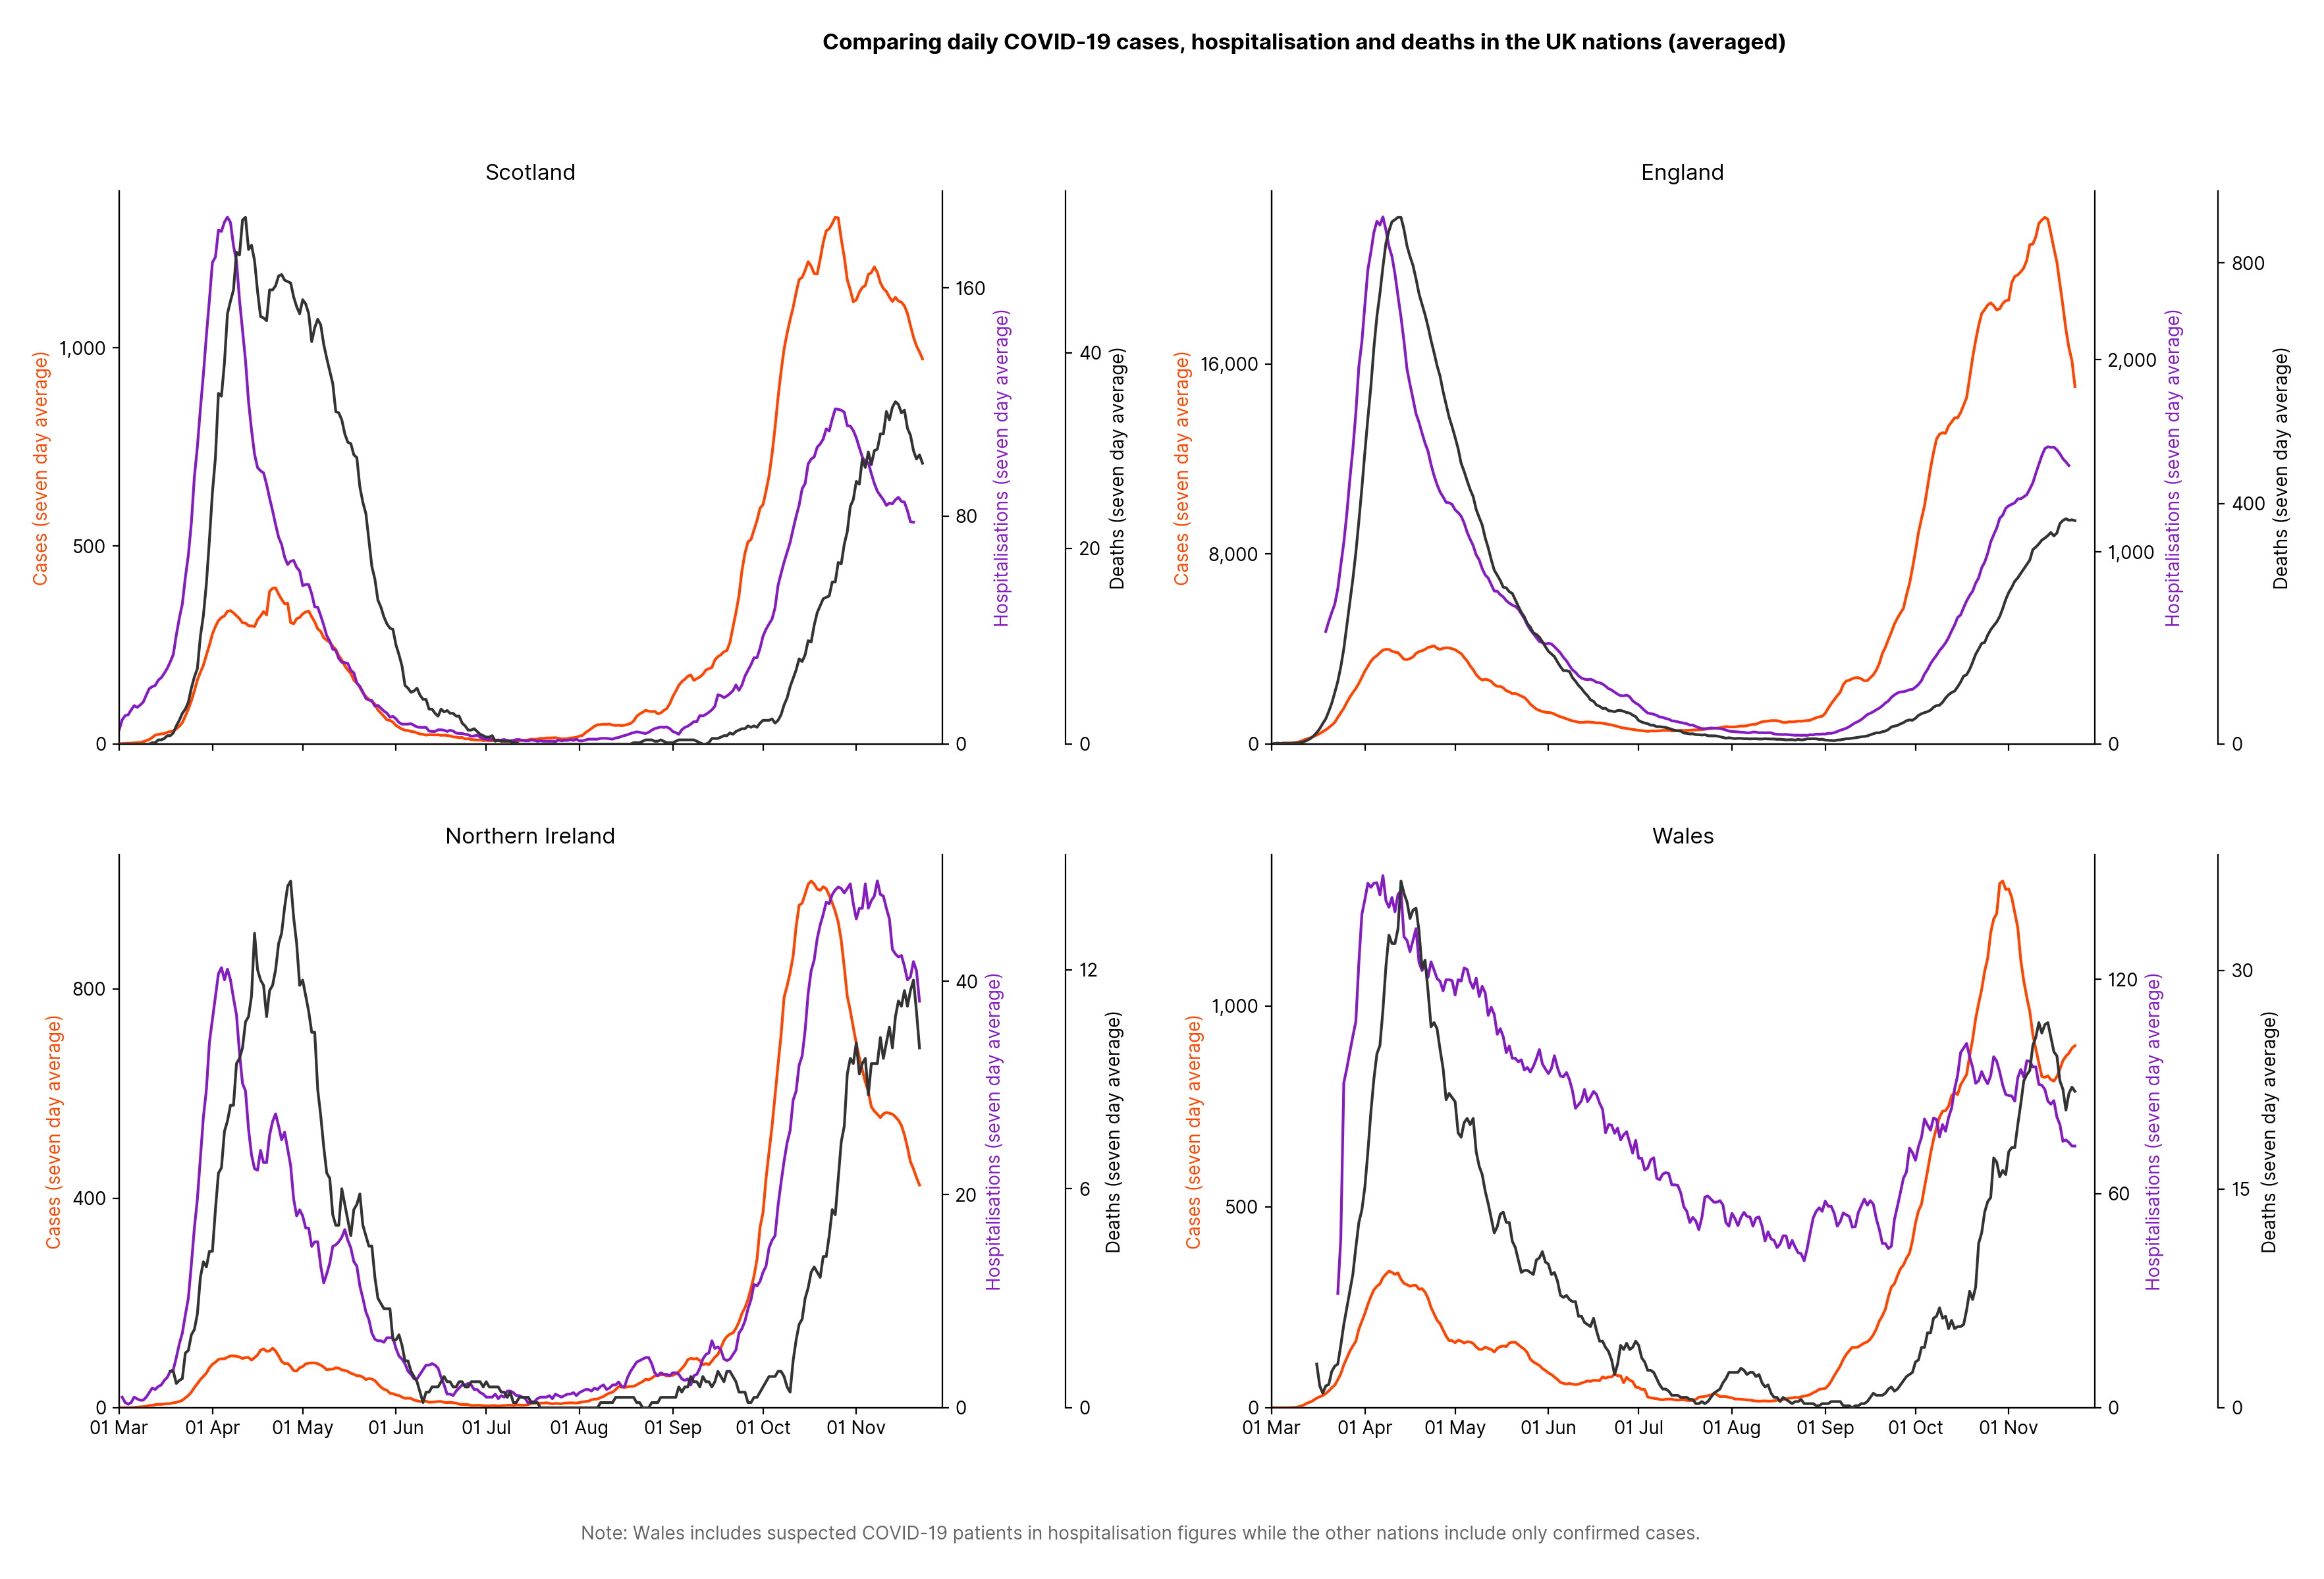 Comparing daily COVID-19 cases, hospitalisation and deaths in the UK nations (averaged)
Scotland
Cases (seven day average)
1,000
500
0
160
80
0
Hospitalisations (seven day average)
40
20
0
Deaths (seven day average)
England
Cases (seven day average)
16,000
8,000
0
2,000
1,000
0
Hospitalisations (seven day average)
800
400
0
Deaths (seven day average)
Northern Ireland
Cases (seven day average)
800
400
0
01 Mar 01 Apr 01 May 01 Jun 01 Jul 01 Aug 01 Sep 01 Oct 01 Nov
40
20
0
Hospitalisations (seven day average)
12
6
0
Deaths (seven day average)
Wales
Cases (seven day average)
1,000
500
0
01 Mar 01 Apr 01 May 01 Jun 01 Jul 01 Aug 01 Sep 01 Oct 01 Nov
120
60
0
Hospitalisations (seven day average)
30
15
0
Deaths (seven day average)
Note: Wales includes suspected COVID-19 patients in hospitalisation figures while the other nations include only confirmed cases.